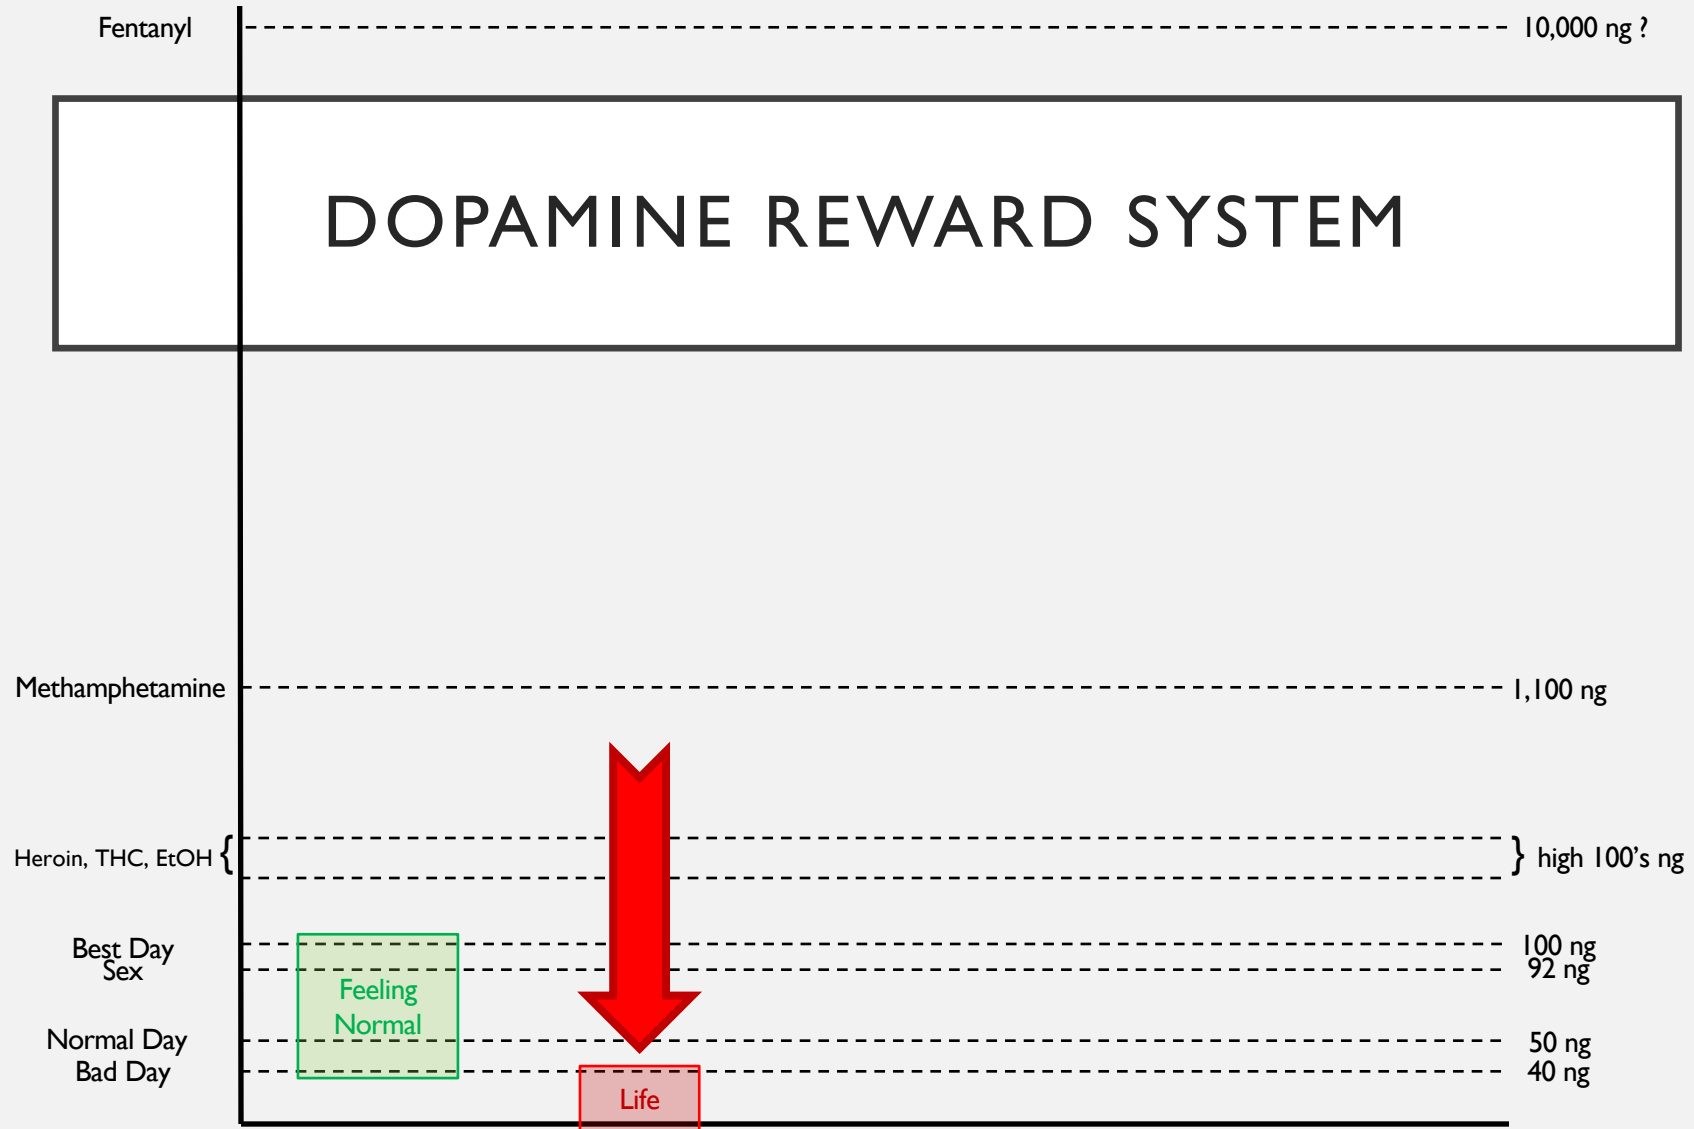 Fentanyl
10,000 ng ?
DOPAMINE REWARD SYSTEM
Methamphetamine
1,100 ng
Heroin, THC, EtOH {
} high 100’s ng
Best Day
100 ng
Sex
92 ng
Feeling
Normal
Normal Day
50 ng
Bad Day
40 ng
Life